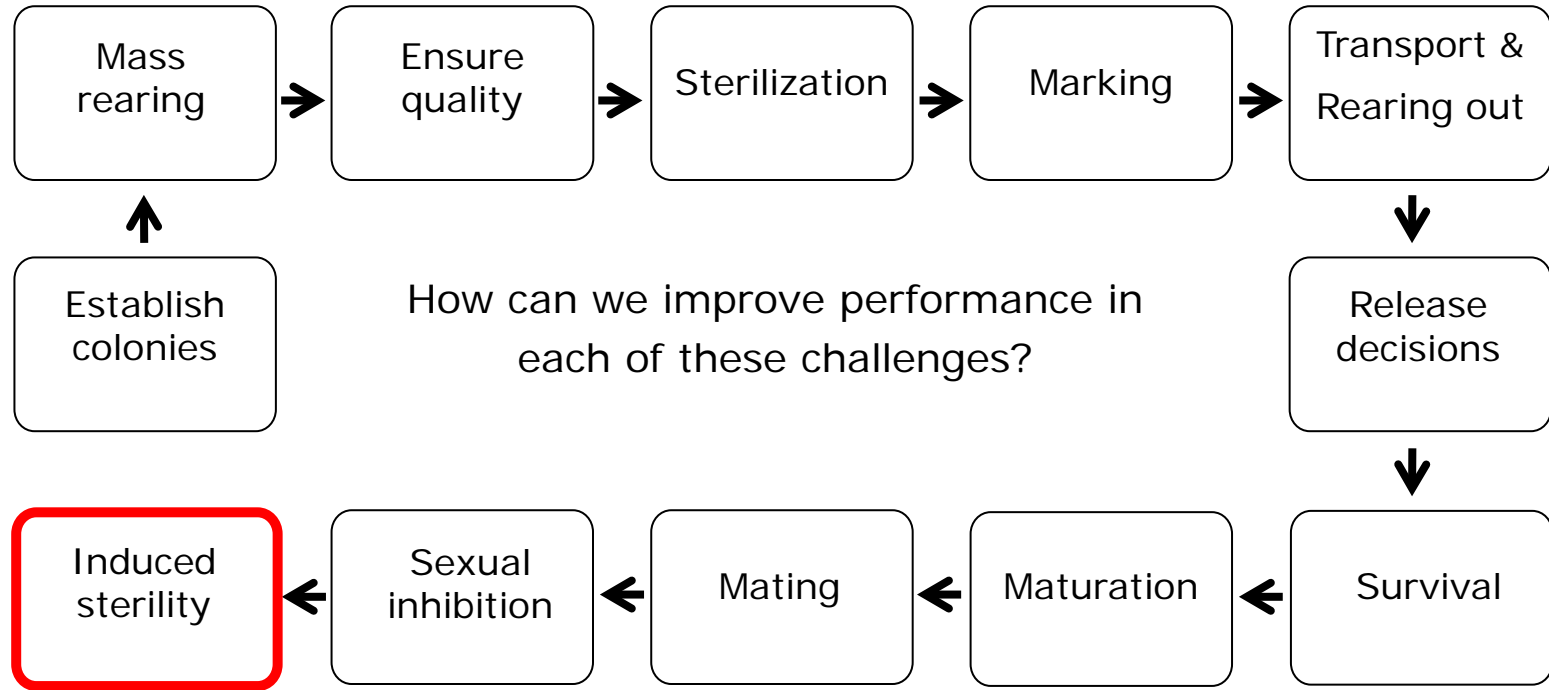 Mass
rearing
Ensure
quality
Sterilization
Marking
Transport &
Rearing out
Establish
colonies
How can we improve performance in
each of these challenges?
Release
decisions
Induced
sterility
Sexual
inhibition
Mating
Maturation
Survival